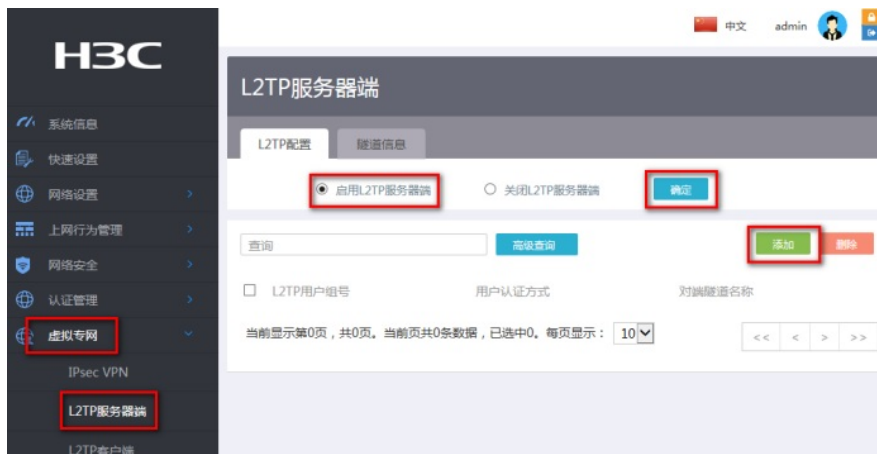 中文 admin
H3C
L2TP服务器端
系统信息
L2TP配置 隧道信息
快速设置
网络设置
启用L2TP服务器端 关闭L2TP服务器端 确定
上网行为管理
查询 高级查询 添加 删除
网络安全
认证管理
L2TP用户组号 用户认证方式 对端隧道名称
虚拟专网
当前显示第0页，共0页。当前页共0条数据，已选中0。每页显示： 10
<< < > >>
IPsec VPN
L2TP服务器端
L2TP客户端